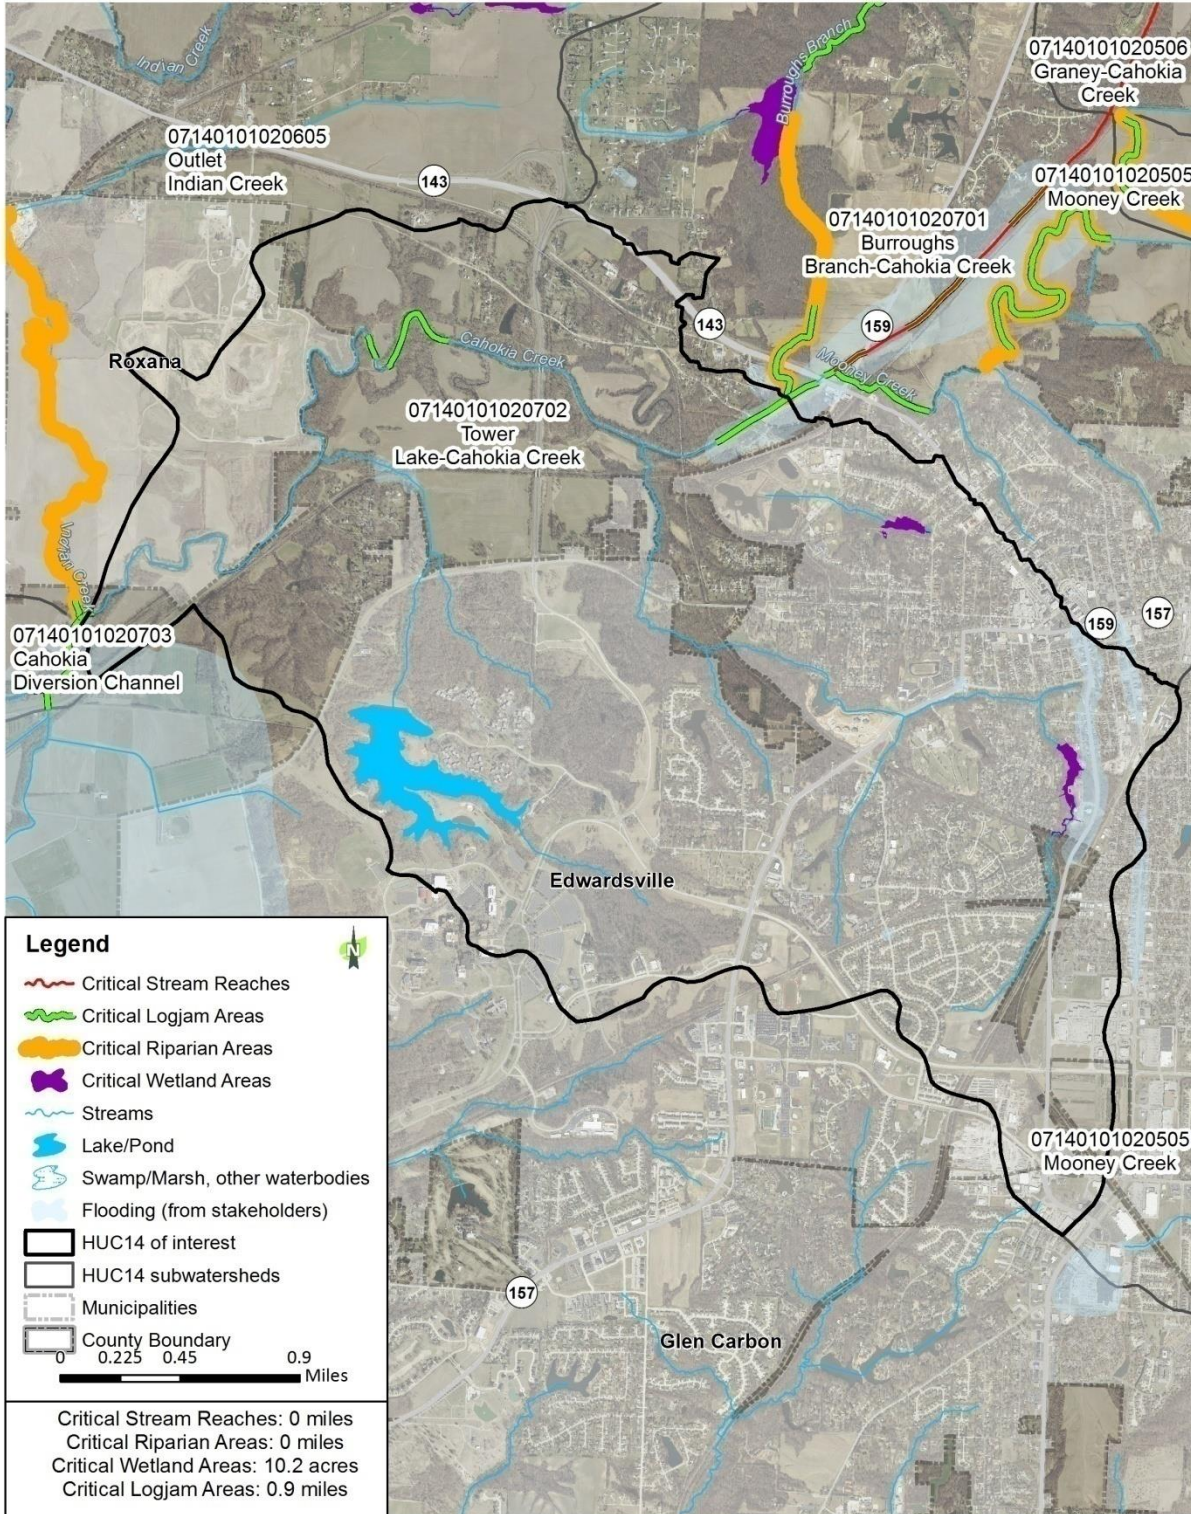 Indian Creek
Burroughs Branch
07140101020506
Graney-Cahokia
Creek
07140101020605
Outlet
Indian Creek
143
07140101020505
Mooney Creek
07140101020701
Burroughs
Branch-Cahokia Creek
143
159
Roxana
Cahokia Creek
Mooney Creek
07140101020702
Tower
Lake-Cahokia Creek
Indian Creek
159
157
07140101020703
Cahokia
Diversion Channel
Edwardsville
Legend
N
Critical Stream Reaches
Critical Logjam Areas
Critical Riparian Areas
Critical Wetland Areas
Streams
Lake/Pond
Swamp/Marsh, other waterbodies
Flooding (from stakeholders)
HUC14 of interest
HUC14 subwatersheds
Municipalities
County Boundary
0 0.225 0.45 0.9
Miles
07140101020505
Mooney Creek
157
Glen Carbon
Critical Stream Reaches: 0 miles
Critical Riparian Areas: 0 miles
Critical Wetland Areas: 10.2 acres
Critical Logjam Areas: 0.9 miles